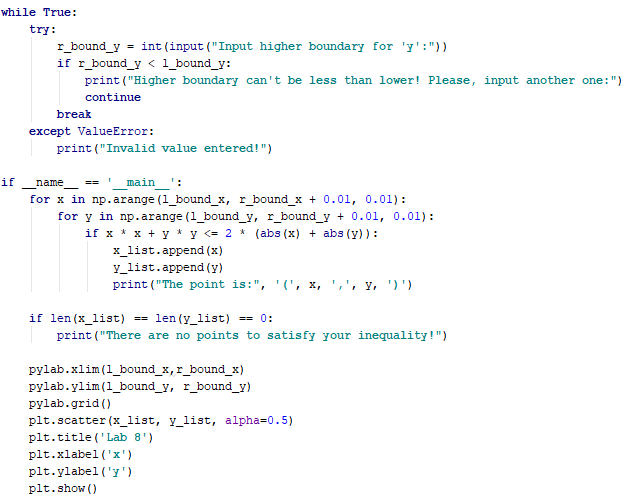 while True:
    try:
        r_bound_y = int(input("Input higher boundary for 'y':"))
        if r_bound_y < l_bound_y:
            print("Higher boundary can't be less than lower! Please, input another one:")
            continue
        break
    except ValueError:
        print("Invalid value entered!")

if __name__ == '__main__':
    for x in np.arange(l_bound_x, r_bound_x + 0.01, 0.01):
        for y in np.arange(l_bound_y, r_bound_y + 0.01, 0.01):
            if x * x + y * y <= 2 * (abs(x) + abs(y)):
                x_list.append(x)
                y_list.append(y)
                print("The point is:", '(', x, ',', y, ')')

    if len(x_list) == len(y_list) == 0:
        print("There are no points to satisfy your inequality!")

    pylab.xlim(l_bound_x,r_bound_x)
    pylab.ylim(l_bound_y, r_bound_y)
    pylab.grid()
    plt.scatter(x_list, y_list, alpha=0.5)
    plt.title('Lab 8')
    plt.xlabel('x')
    plt.ylabel('y')
    plt.show()